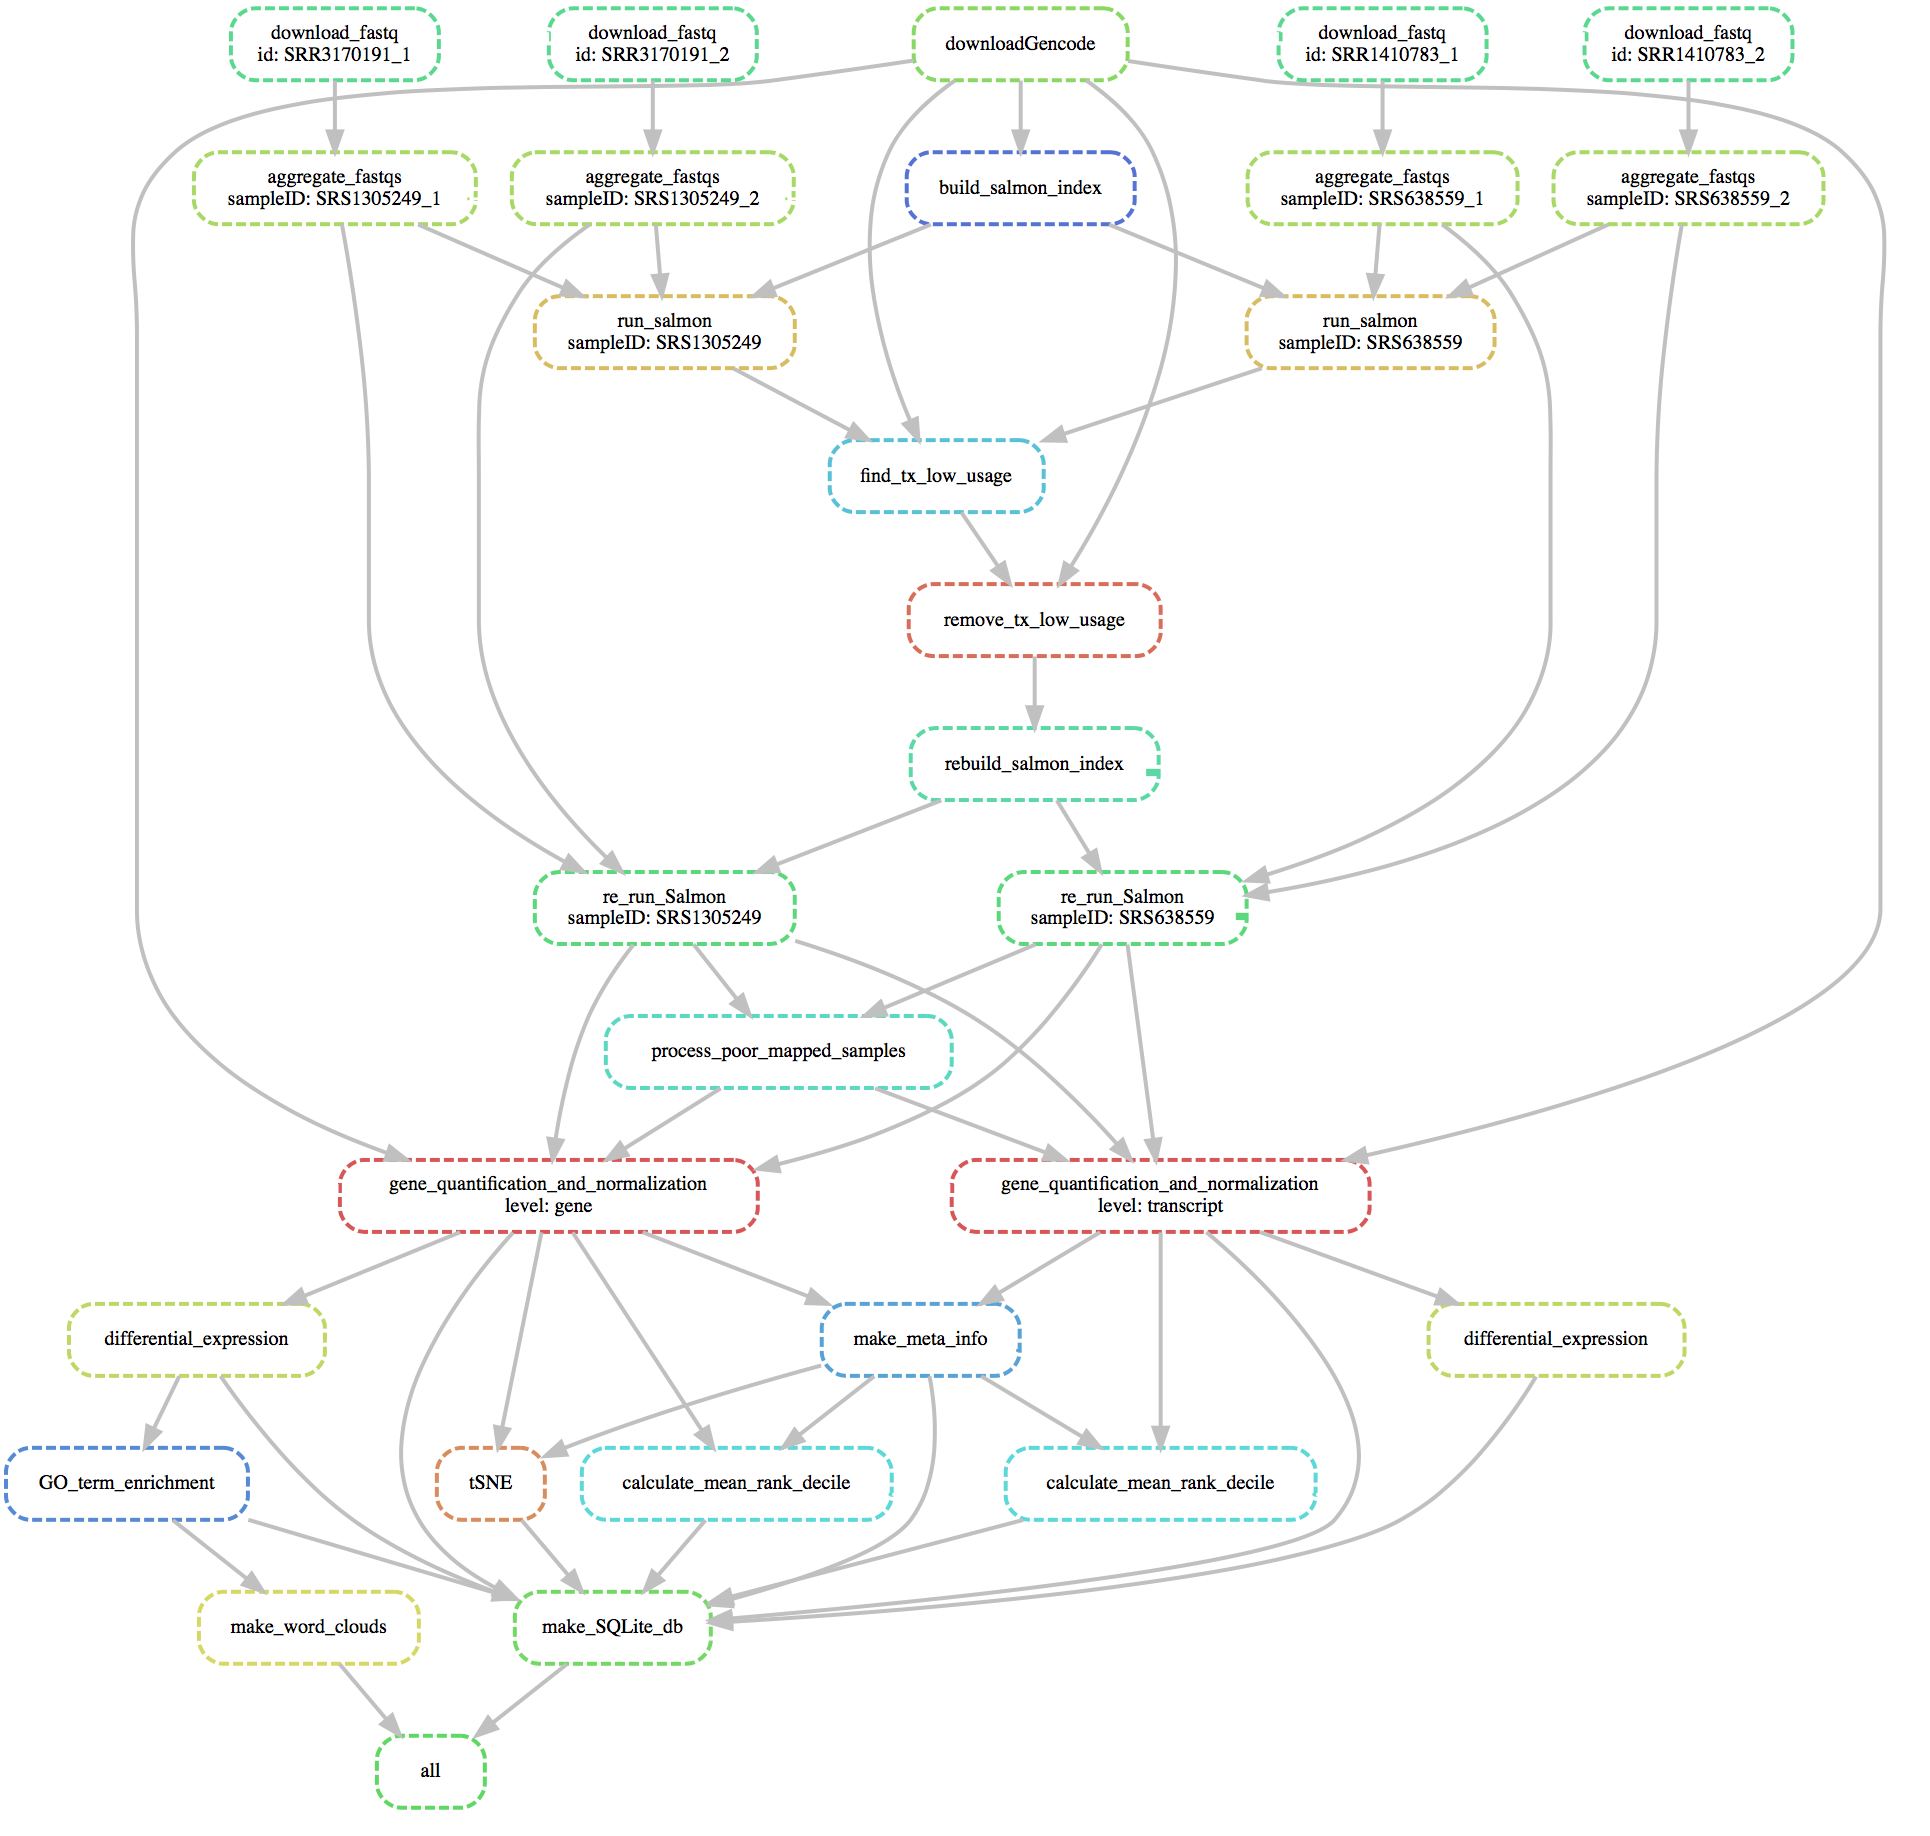 download_fastq
id: SRR3170191_1
download_fastq
id: SRR3170191_2
downloadGencode
download_fastq
id: SRR1410783_1
download_fastq
id: SRR1410783_2
aggregate_fastqs
sampleID: SRS1305249_1
aggregate_fastqs
sampleID: SRS1305249_2
build_salmon_index
aggregate_fastqs
sampleID: SRS638559_1
aggregate_fastqs
sampleID: SRS638559_2
run_salmon
sampleID: SRS1305249
run_salmon
sampleID: SRS638559
find_tx_low_usage
remove_tx_low_usage
rebuild_salmon_index
re_run_Salmon
sampleID: SRS1305249
re_run_Salmon
sampleID: SRS638559
process_poor_mapped_samples
gene_quantification_and_normalization
level: gene
gene_quantification_and_normalization
level: transcript
differential_expression
make_meta_info
differential_expression
GO_term_enrichment
tSNE
calculate_mean_rank_decile
calculate_mean_rank_decile
make_word_clouds
make_SQLite_db
all